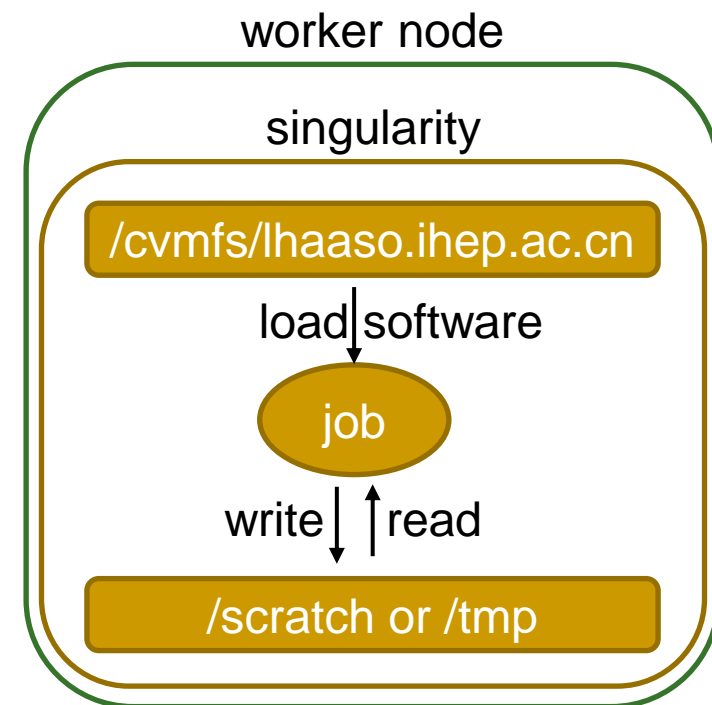 worker node
singularity
/cvmfs/lhaaso.ihep.ac.cn
load software
job
write read
/scratch or /tmp